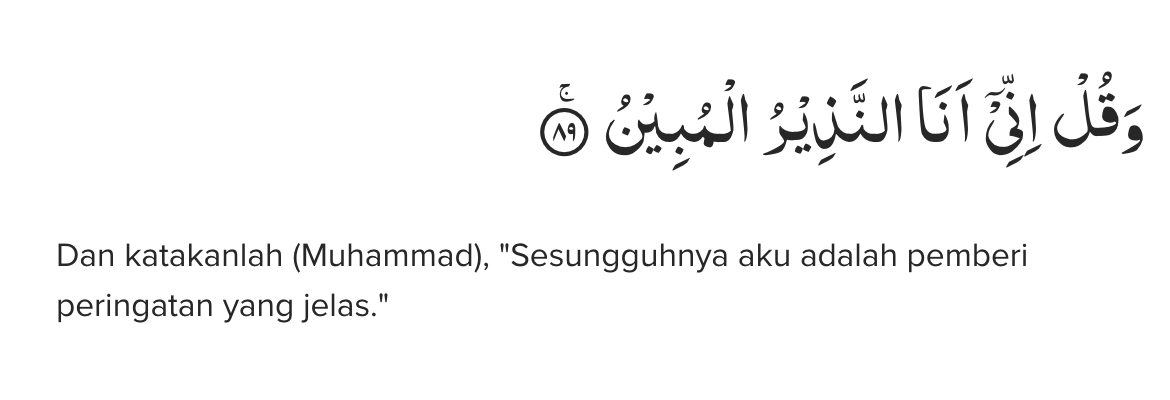 وَقُلْ اِنِّيْٓ اَنَا۠ النَّذِيْرُ الْمُبِيْنُۚ ٨٩
Dan katakanlah (Muhammad), "Sesungguhnya aku adalah pemberi
peringatan yang jelas."